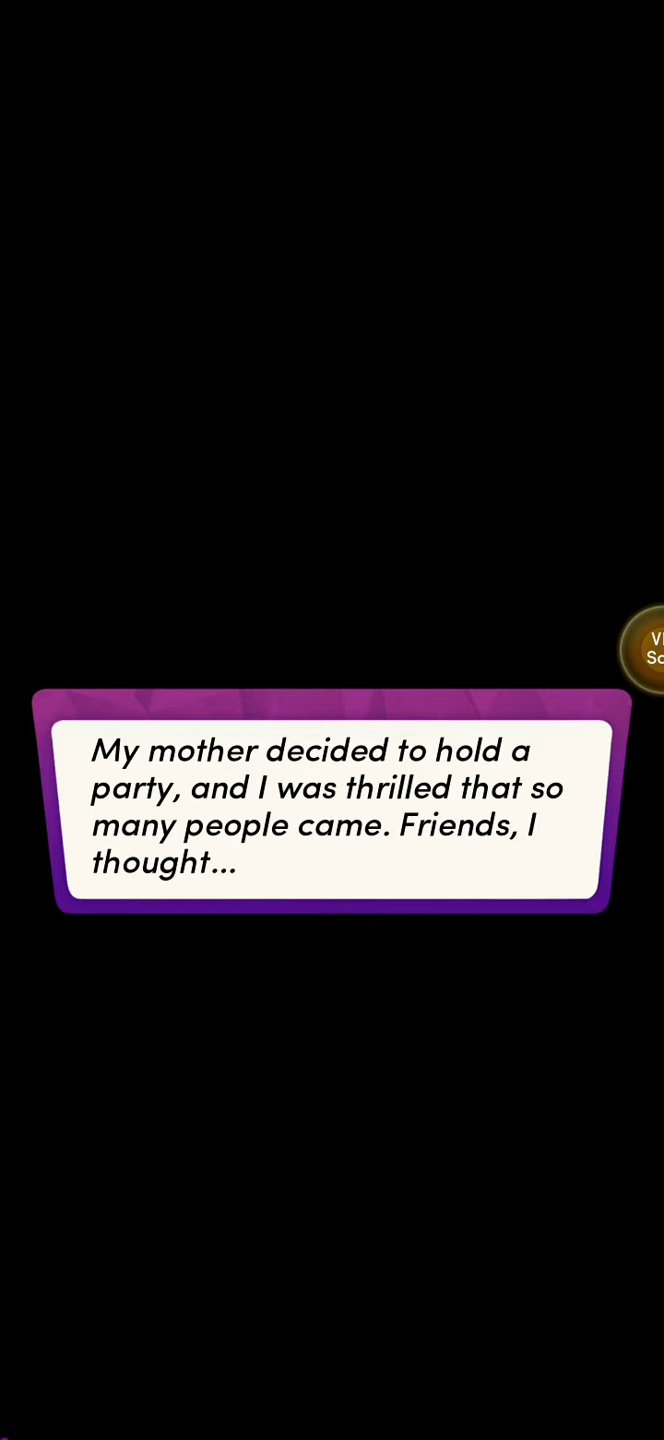 My mother decided to hold a
party, and I was thrilled that so
many people came. Friends, I
thought...